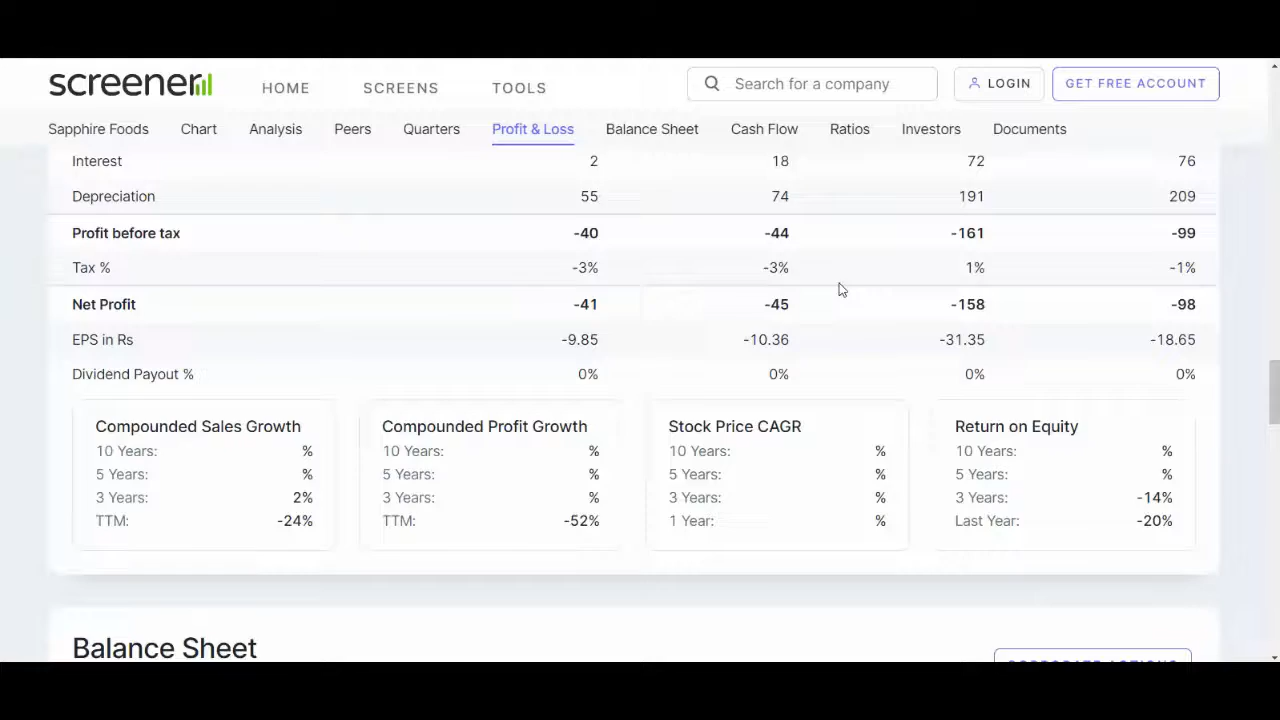 screener
HOME SCREENS TOOLS Search for a company LOGIN GET FREE ACCOUNT
Sapphire Foods Chart Analysis Peers Quarters Profit & Loss Balance Sheet Cash Flow Ratios Investors Documents
Interest 2 18 72 76
Depreciation 55 74 191 209
Profit before tax -40 -44 -161 -99
Tax % -3% -3% 1% -1%
Net Profit -41 -45 -158 -98
EPS in Rs -9.85 -10.36 -31.35 -18.65
Dividend Payout % 0% 0% 0% 0%
Compounded Sales Growth
10 Years: %
5 Years: %
3 Years: 2%
TTM: -24%
Compounded Profit Growth
10 Years: %
5 Years: %
3 Years: %
TTM: -52%
Stock Price CAGR
10 Years: %
5 Years: %
3 Years: %
1 Year: %
Return on Equity
10 Years: %
5 Years: %
3 Years: -14%
Last Year: -20%
Balance Sheet